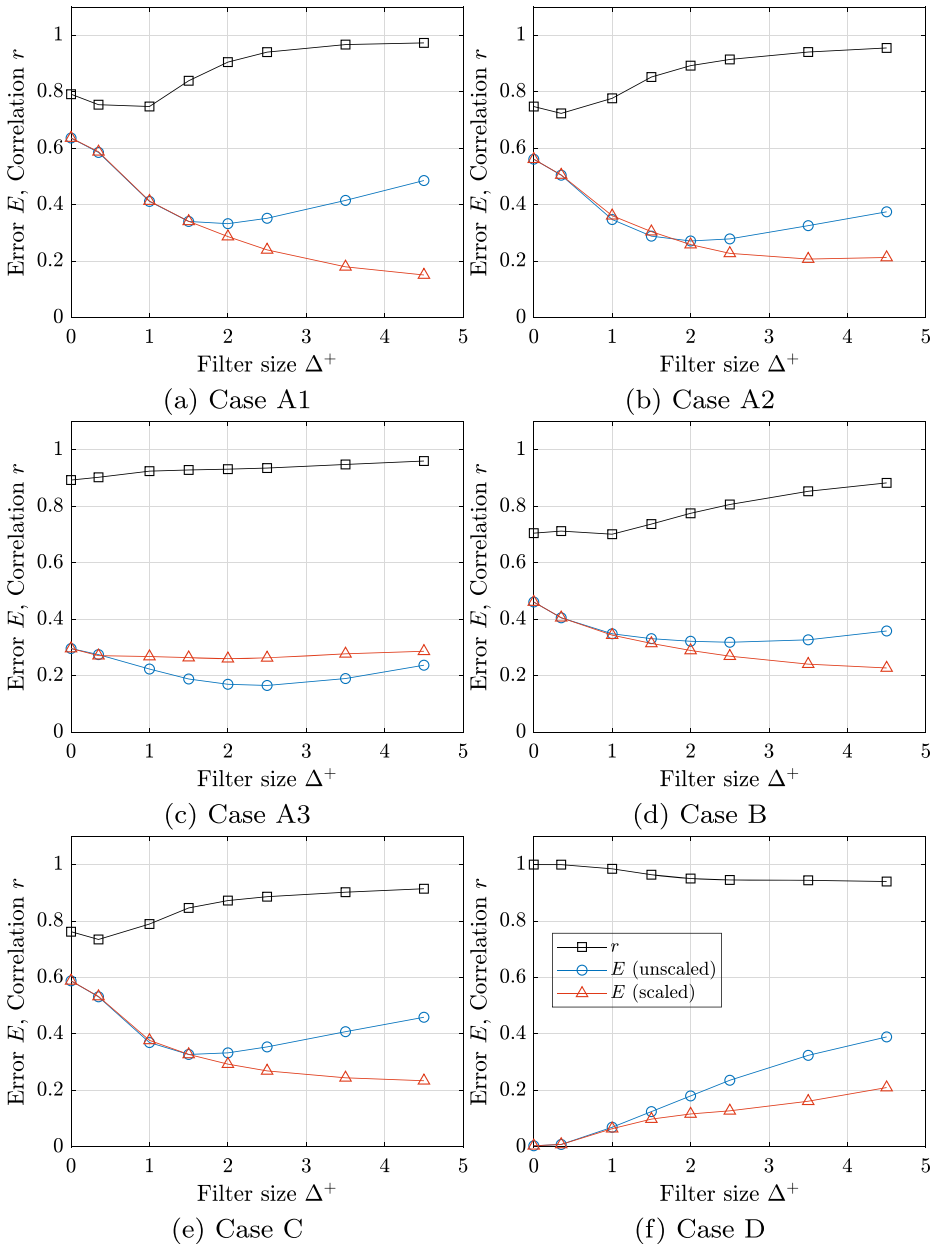 1
0.8
0.6
0.4
0.2
0
0 1 2 3 4 5
Error E, Correlation r
Filter size Δ⁺
(a) Case A1
1
0.8
0.6
0.4
0.2
0
0 1 2 3 4 5
Error E, Correlation r
Filter size Δ⁺
(b) Case A2
1
0.8
0.6
0.4
0.2
0
0 1 2 3 4 5
Error E, Correlation r
Filter size Δ⁺
(c) Case A3
1
0.8
0.6
0.4
0.2
0
0 1 2 3 4 5
Error E, Correlation r
Filter size Δ⁺
(d) Case B
1
0.8
0.6
0.4
0.2
0
0 1 2 3 4 5
Error E, Correlation r
Filter size Δ⁺
(e) Case C
1
0.8
0.6
0.4
0.2
0
0 1 2 3 4 5
Error E, Correlation r
r
E (unscaled)
E (scaled)
Filter size Δ⁺
(f) Case D